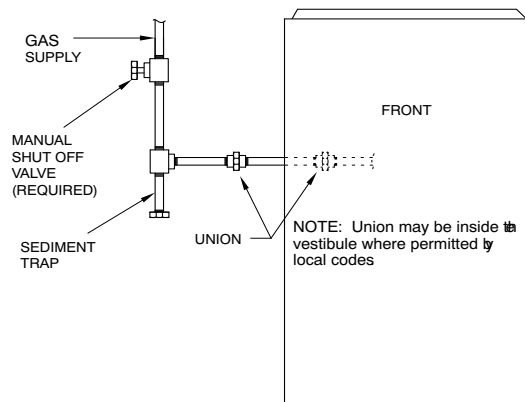 GAS
SUPPLY
MANUAL
SHUT OFF
VALVE
(REQUIRED)
SEDIMENT
TRAP
UNION
FRONT
NOTE: Union may be inside the
vestibule where permitted by
local codes